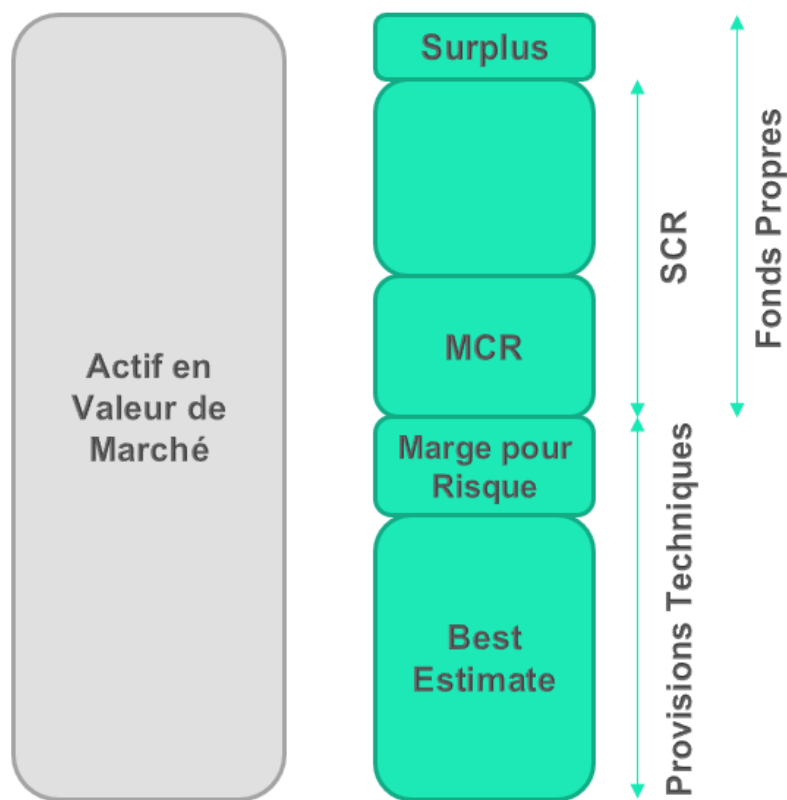 Actif en
Valeur de
Marché
Surplus
MCR
Marge pour
Risque
Best
Estimate
SCR
Fonds Propres
Provisions Techniques